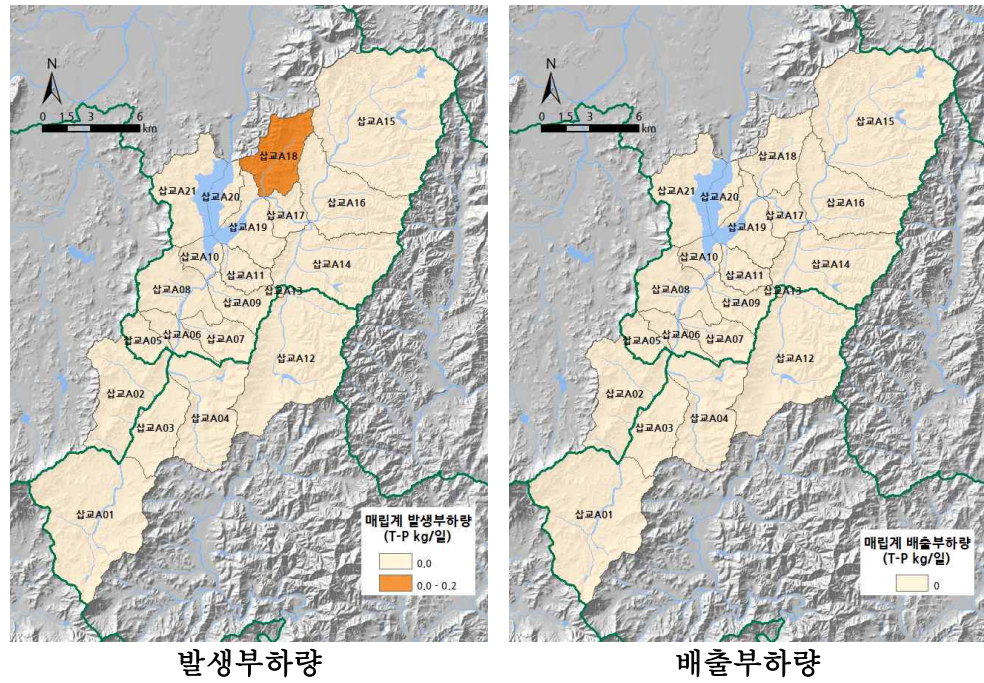 N
0 1.5 3 6
km
삽교A15
삽교A18
삽교A21
삽교A20
삽교A16
삽교A17
삽교A19
삽교A10
삽교A14
삽교A11
삽교A08
삽교A13
삽교A09
삽교A06
삽교A05
삽교A07
삽교A12
삽교A02
삽교A04
삽교A03
삽교A01
매립계 발생부하량
(T-P kg/일)
0.0
0.0 - 0.2
발생부하량
N
0 1.5 3 6
km
삽교A15
삽교A18
삽교A21
삽교A20
삽교A16
삽교A17
삽교A19
삽교A10
삽교A14
삽교A11
삽교A08
삽교A13
삽교A09
삽교A06
삽교A05
삽교A07
삽교A12
삽교A02
삽교A04
삽교A03
삽교A01
매립계 배출부하량
(T-P kg/일)
0
배출부하량